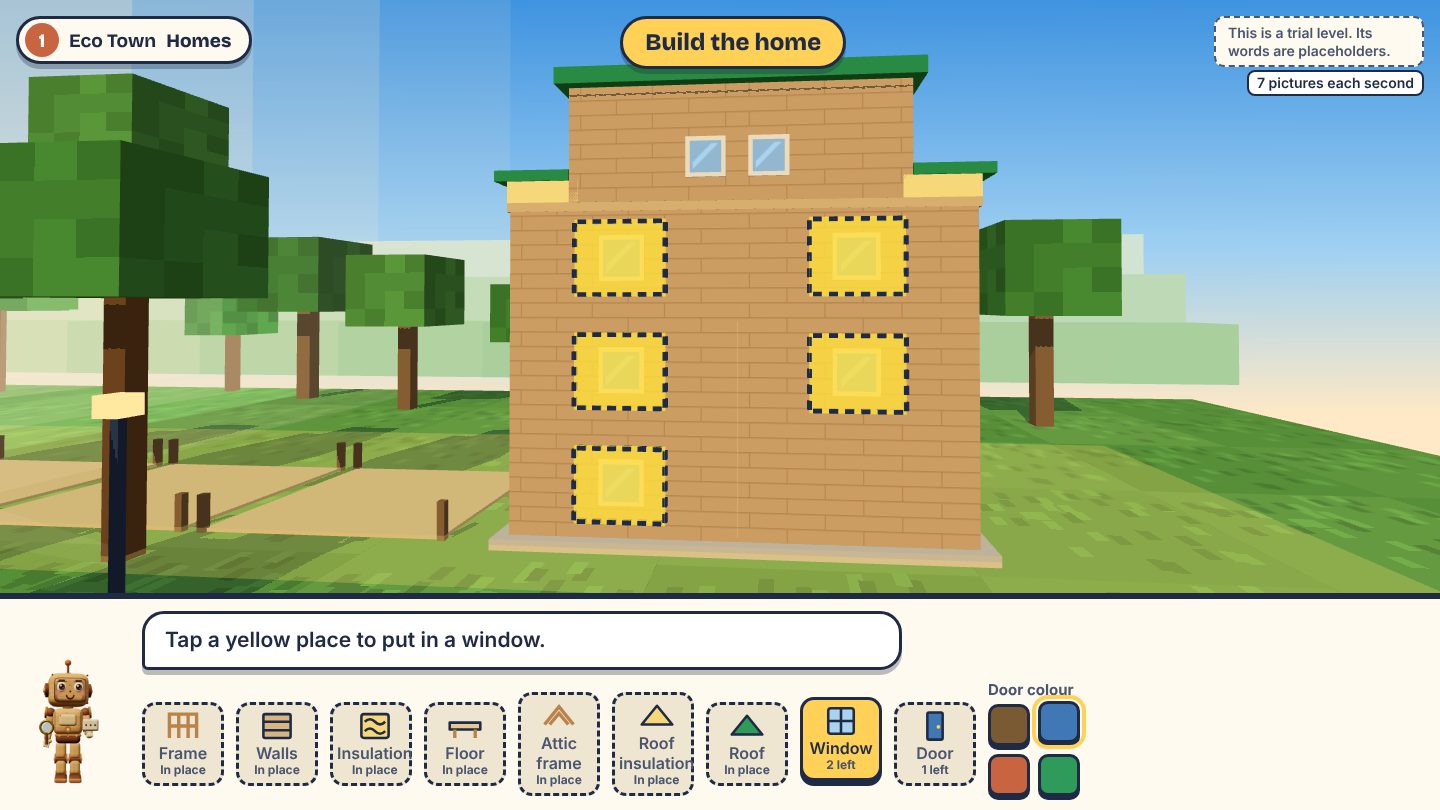 1 Eco Town Homes
Build the home
This is a trial level. Its
words are placeholders.
7 pictures each second
Tap a yellow place to put in a window.
Frame
In place
Walls
In place
Insulation
In place
Floor
In place
Attic
frame
In place
Roof
insulation
In place
Roof
In place
Window
2 left
Door
1 left
Door colour